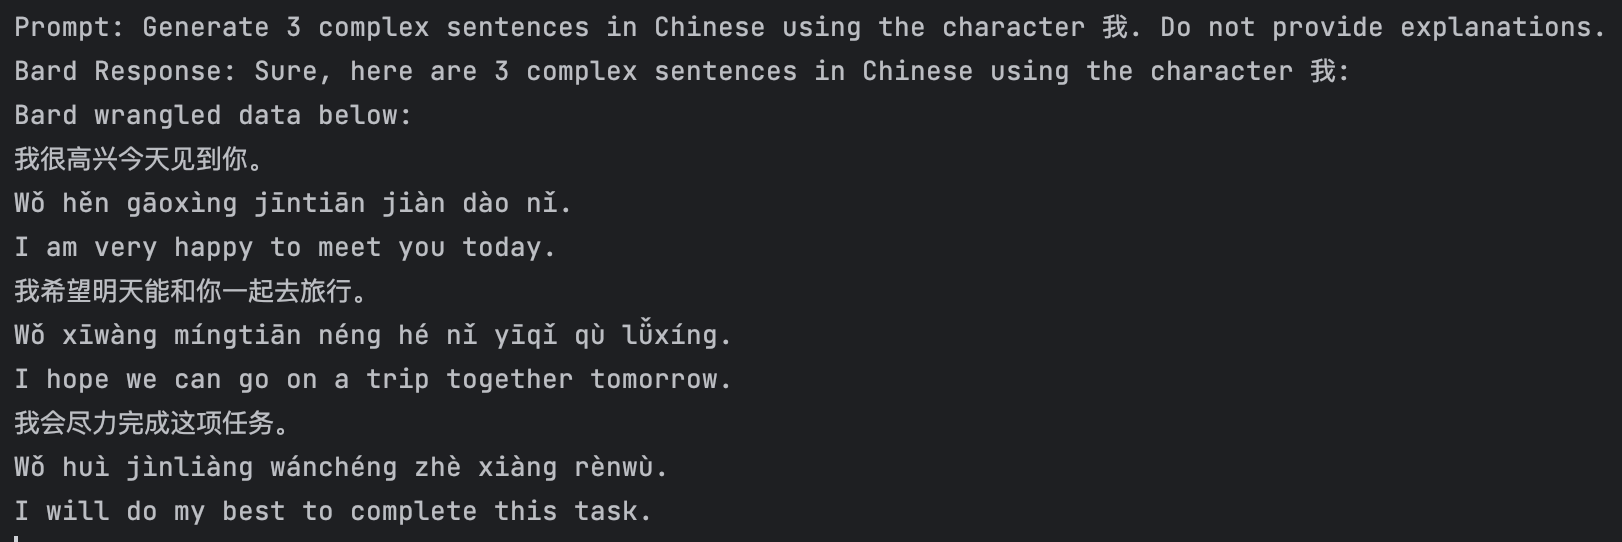 Prompt: Generate 3 complex sentences in Chinese using the character 我. Do not provide explanations.
Bard Response: Sure, here are 3 complex sentences in Chinese using the character 我:
Bard wrangled data below:
我很高兴今天见到你。
Wǒ hěn gāoxìng jīntiān jiàn dào nǐ.
I am very happy to meet you today.
我希望明天能和你一起去旅行。
Wǒ xīwàng míngtiān néng hé nǐ yīqǐ qù lǚxíng.
I hope we can go on a trip together tomorrow.
我会尽力完成这项任务。
Wǒ huì jìnliàng wánchéng zhè xiàng rènwù.
I will do my best to complete this task.